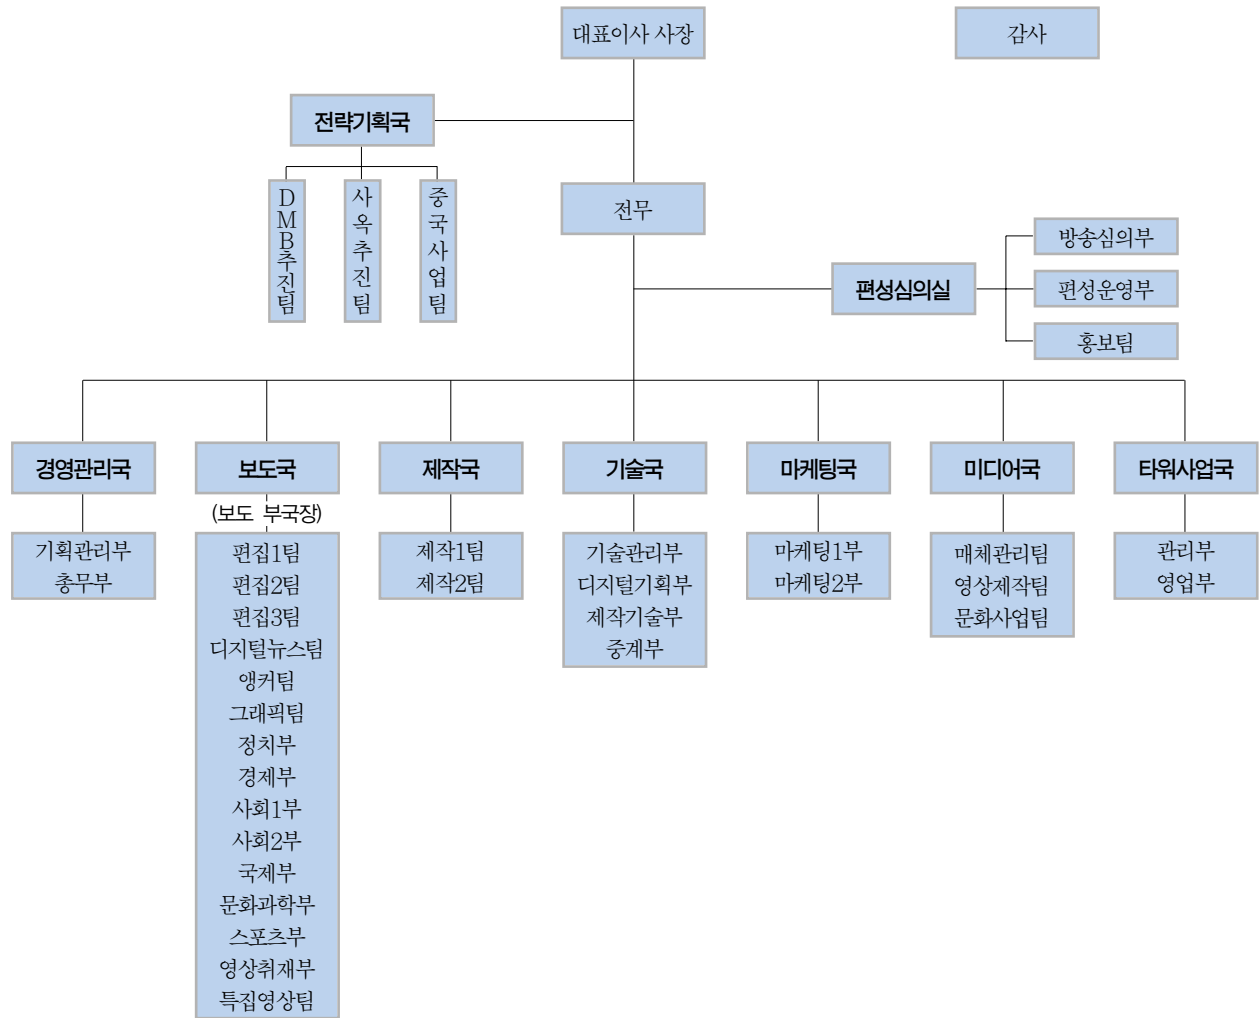 대표이사 사장
감사
전략기획국
DMB추진팀
사옥추진팀
중국사업팀
전무
편성심의실
방송심의부
편성운영부
홍보팀
경영관리국
기획관리부
총무부
보도국
(보도 부국장)
편집1팀
편집2팀
편집3팀
디지털뉴스팀
앵커팀
그래픽팀
정치부
경제부
사회1부
사회2부
국제부
문화과학부
스포츠부
영상취재부
특집영상팀
제작국
제작1팀
제작2팀
기술국
기술관리부
디지털기획부
제작기술부
중계부
마케팅국
마케팅1부
마케팅2부
미디어국
매체관리팀
영상제작팀
문화사업팀
타워사업국
관리부
영업부